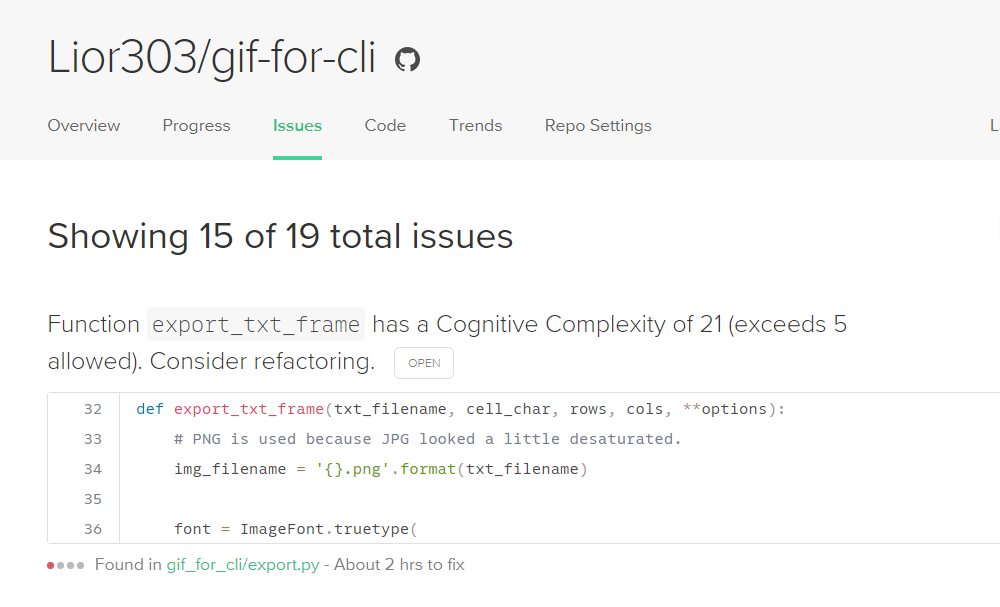 Lior303/gif-for-cli
Overview Progress Issues Code Trends Repo Settings L
Showing 15 of 19 total issues
Function export_txt_frame has a Cognitive Complexity of 21 (exceeds 5
allowed). Consider refactoring. OPEN
32 def export_txt_frame(txt_filename, cell_char, rows, cols, **options):
33 # PNG is used because JPG looked a little desaturated.
34 img_filename = '{}.png'.format(txt_filename)
35
36 font = ImageFont.truetype(
Found in gif_for_cli/export.py - About 2 hrs to fix